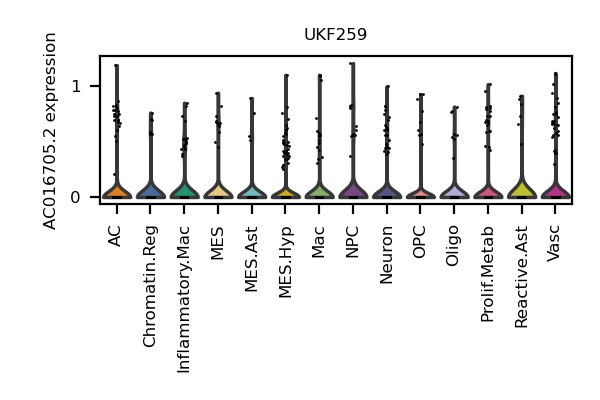 UKF259
AC016705.2 expression
1
0
AC
Chromatin.Reg
Inflammatory.Mac
MES
MES.Ast
MES.Hyp
Mac
NPC
Neuron
OPC
Oligo
Prolif.Metab
Reactive.Ast
Vasc